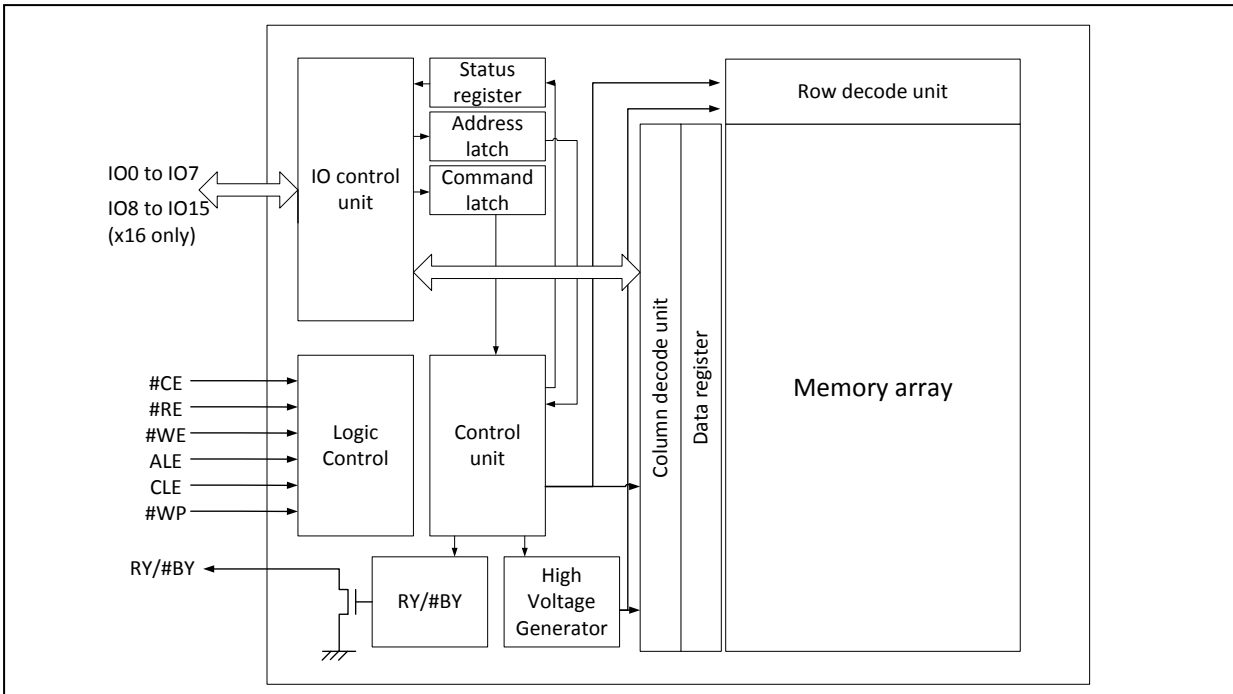 Status
register
Row decode unit
Address
latch
IO0 to IO7
IO8 to IO15
(x16 only)
IO control
unit
Command
latch
Column decode unit
Data register
Memory array
#CE
#RE
#WE
ALE
CLE
#WP
Logic
Control
Control
unit
RY/#BY
RY/#BY
High
Voltage
Generator